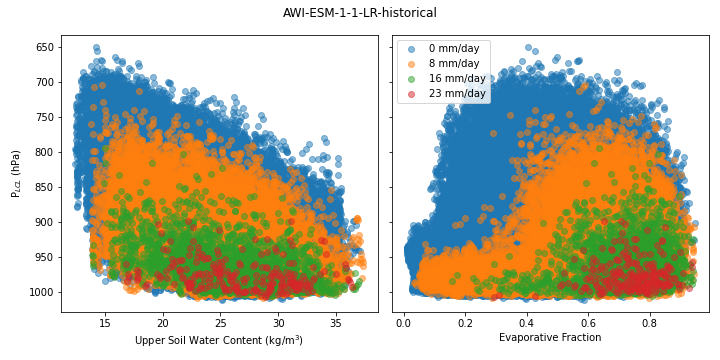 AWI-ESM-1-1-LR-historical
650
700
750
800
850
900
950
1000
P_LCL (hPa)
15
20
25
30
35
Upper Soil Water Content (kg/m³)
0 mm/day
8 mm/day
16 mm/day
23 mm/day
0.0
0.2
0.4
0.6
0.8
Evaporative Fraction